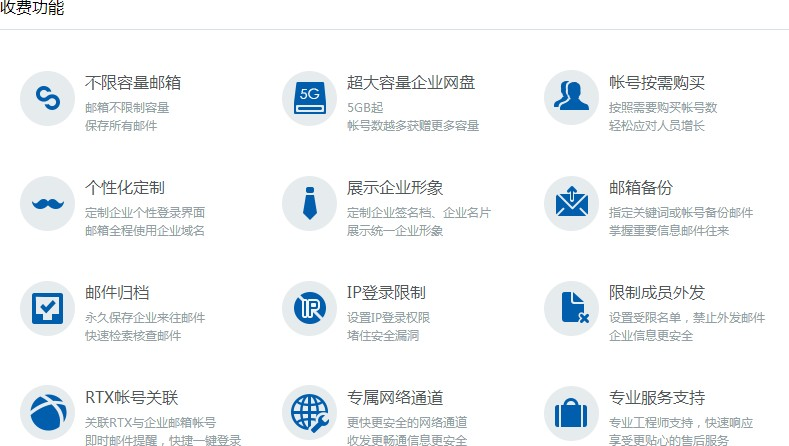 收费功能
不限容量邮箱
邮箱不限制容量
保存所有邮件
5G
超大容量企业网盘
5GB起
帐号数越多获赠更多容量
帐号按需购买
按照需要购买帐号数
轻松应对人员增长
个性化定制
定制企业个性登录界面
邮箱全程使用企业域名
展示企业形象
定制企业签名档、企业名片
展示统一企业形象
邮箱备份
指定关键词或帐号备份邮件
掌握重要信息邮件往来
邮件归档
永久保存企业来往邮件
快速检索核查邮件
IP
IP登录限制
设置IP登录权限
堵住安全漏洞
限制成员外发
设置受限名单，禁止外发邮件
企业信息更安全
RTX帐号关联
关联RTX与企业邮箱帐号
即时邮件提醒，快捷一键登录
专属网络通道
更快更安全的网络通道
收发更畅通信息更安全
专业服务支持
专业工程师支持，快速响应
享受更贴心的售后服务